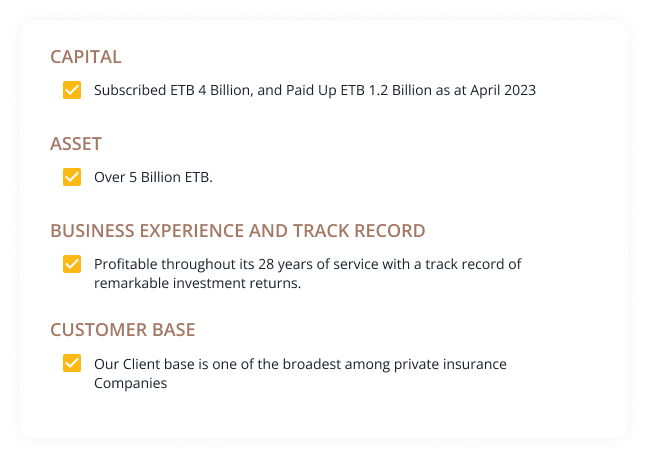 CAPITAL
Subscribed ETB 4 Billion, and Paid Up ETB 1.2 Billion as at April 2023
ASSET
Over 5 Billion ETB.
BUSINESS EXPERIENCE AND TRACK RECORD
Profitable throughout its 28 years of service with a track record of
remarkable investment returns.
CUSTOMER BASE
Our Client base is one of the broadest among private insurance
Companies